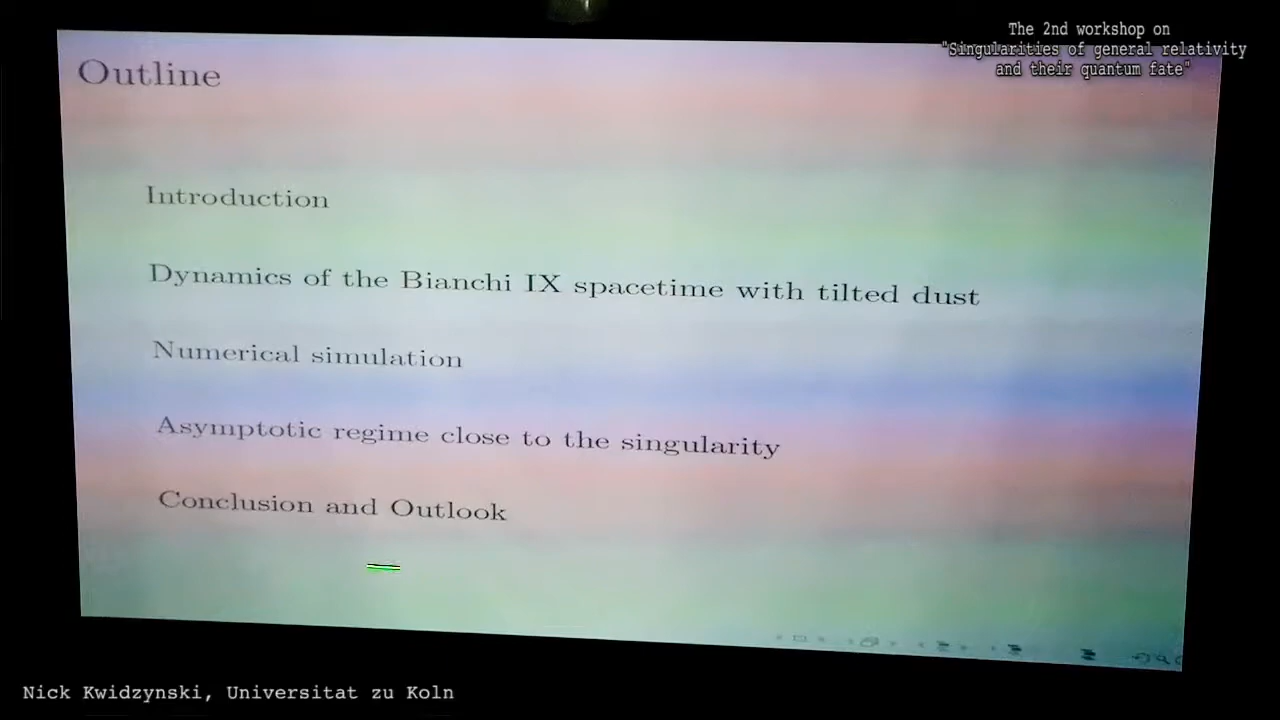 The 2nd workshop on
"Singularities of general relativity
and their quantum fate"
Outline
Introduction
Dynamics of the Bianchi IX spacetime with tilted dust
Numerical simulation
Asymptotic regime close to the singularity
Conclusion and Outlook
Nick Kwidzynski, Universitat zu Koln